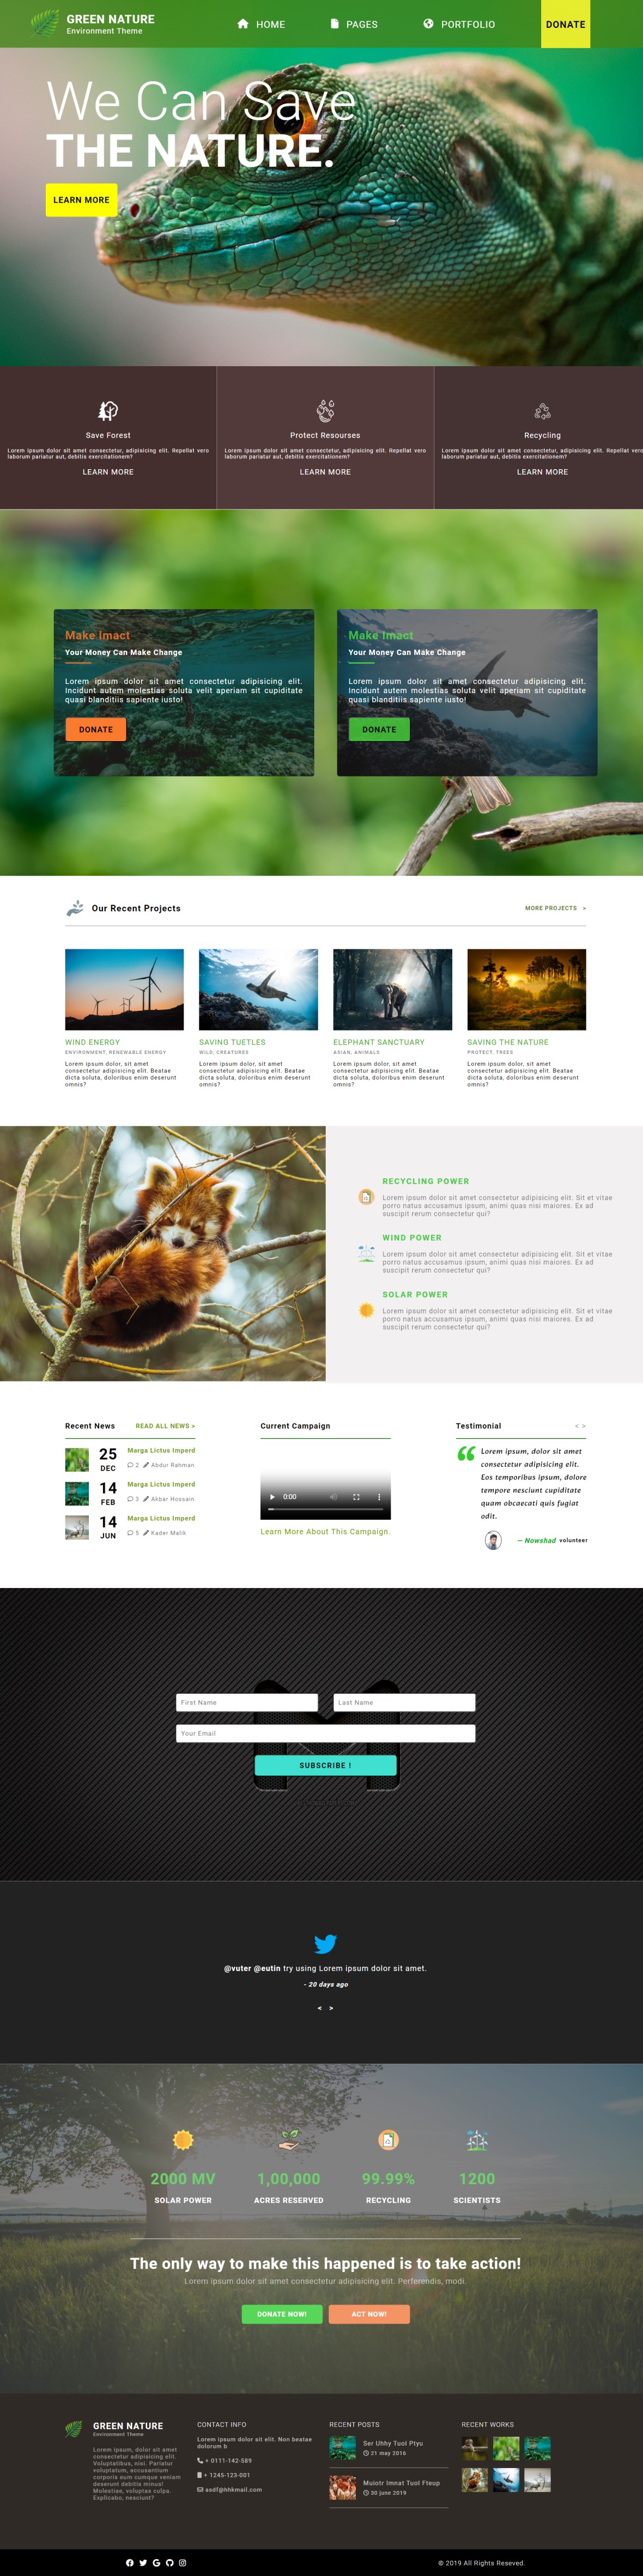 GREEN NATURE
Environment Theme
HOME
PAGES
PORTFOLIO
DONATE
We Can Save
THE NATURE.
LEARN MORE
Save Forest
Lorem ipsum dolor sit amet consectetur, adipisicing elit. Repellat vero
laborum pariatur aut, debitis exercitationem?
LEARN MORE
Protect Resourses
Lorem ipsum dolor sit amet consectetur, adipisicing elit. Repellat vero
laborum pariatur aut, debitis exercitationem?
LEARN MORE
Recycling
Lorem ipsum dolor sit amet consectetur, adipisicing elit. Repellat vero
laborum pariatur aut, debitis exercitationem?
LEARN MORE
Make Imact
Your Money Can Make Change
Lorem ipsum dolor sit amet consectetur adipisicing elit.
Incidunt autem molestias soluta velit aperiam sit cupiditate
quasi blanditiis sapiente iusto!
DONATE
Make Imact
Your Money Can Make Change
Lorem ipsum dolor sit amet consectetur adipisicing elit.
Incidunt autem molestias soluta velit aperiam sit cupiditate
quasi blanditiis sapiente iusto!
DONATE
Our Recent Projects
MORE PROJECTS >
WIND ENERGY
ENVIRONMENT, RENEWABLE ENERGY
Lorem ipsum dolor, sit amet
consectetur adipisicing elit. Beatae
dicta soluta, doloribus enim deserunt
omnis?
SAVING TUETLES
WILD, CREATURES
Lorem ipsum dolor, sit amet
consectetur adipisicing elit. Beatae
dicta soluta, doloribus enim deserunt
omnis?
ELEPHANT SANCTUARY
ASIAN, ANIMALS
Lorem ipsum dolor, sit amet
consectetur adipisicing elit. Beatae
dicta soluta, doloribus enim deserunt
omnis?
SAVING THE NATURE
PROTECT, TREES
Lorem ipsum dolor, sit amet
consectetur adipisicing elit. Beatae
dicta soluta, doloribus enim deserunt
omnis?
RECYCLING POWER
Lorem ipsum dolor sit amet consectetur adipisicing elit. Sit et vitae
porro natus accusamus ipsum, animi quas nisi maiores. Ex ad
suscipit rerum consectetur qui?
WIND POWER
Lorem ipsum dolor sit amet consectetur adipisicing elit. Sit et vitae
porro natus accusamus ipsum, animi quas nisi maiores. Ex ad
suscipit rerum consectetur qui?
SOLAR POWER
Lorem ipsum dolor sit amet consectetur adipisicing elit. Sit et vitae
porro natus accusamus ipsum, animi quas nisi maiores. Ex ad
suscipit rerum consectetur qui?
Recent News
READ ALL NEWS >
25
DEC
Marga Lictus Imperd
2 Abdur Rahman
14
FEB
Marga Lictus Imperd
3 Akbar Hossain
14
JUN
Marga Lictus Imperd
5 Kader Malik
Current Campaign
0:00
Learn More About This Campaign.
Testimonial
< >
Lorem ipsum, dolor sit amet
consectetur adipisicing elit.
Eos temporibus ipsum, dolore
tempore nesciunt cupiditate
quam obcaecati quis fugiat
odit.
— Nowshad volunteer
First Name
Last Name
Your Email
SUBSCRIBE !
@vuter @eutin try using Lorem ipsum dolor sit amet.
- 20 days ago
< >
2000 MV
SOLAR POWER
1,00,000
ACRES RESERVED
99.99%
RECYCLING
1200
SCIENTISTS
The only way to make this happened is to take action!
Lorem ipsum dolor sit amet consectetur adipisicing elit. Perferendis, modi.
DONATE NOW!
ACT NOW!
GREEN NATURE
Environment Theme
Lorem ipsum, dolor sit amet
consectetur adipisicing elit.
Voluptatibus, nisi. Pariatur
voluptatum, accusantium
corporis eum cumque veniam
deserunt debitis minus!
Molestiae, voluptas culpa.
Explicabo, nesciunt?
CONTACT INFO
Lorem ipsum dolor sit elit. Non beatae
dolorum b
+ 0111-142-589
+ 1245-123-001
asdf@hhkmail.com
RECENT POSTS
Ser Uhhy Tuol Ptyu
21 may 2016
Muiotr Imnat Tuol Fteup
30 june 2019
RECENT WORKS
© 2019 All Rights Reseved.